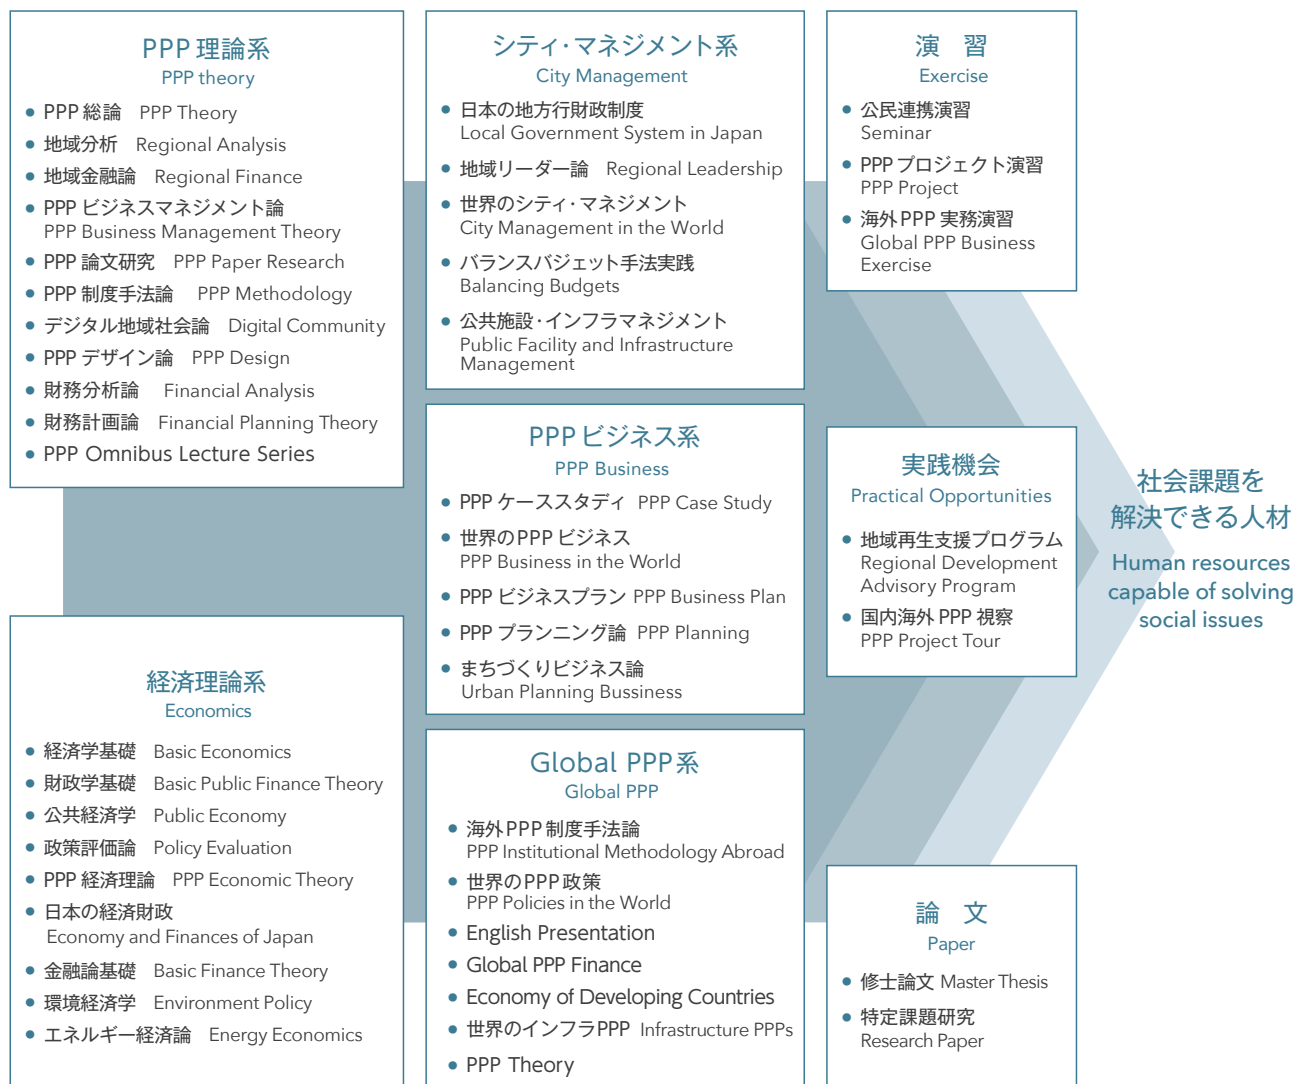 PPP 理論系
PPP theory
PPP 総論 PPP Theory
地域分析 Regional Analysis
地域金融論 Regional Finance
PPP ビジネスマネジメント論
PPP Business Management Theory
PPP 論文研究 PPP Paper Research
PPP 制度手法論 PPP Methodology
デジタル地域社会論 Digital Community
PPP デザイン論 PPP Design
財務分析論 Financial Analysis
財務計画論 Financial Planning Theory
PPP Omnibus Lecture Series
経済理論系
Economics
経済学基礎 Basic Economics
財政学基礎 Basic Public Finance Theory
公共経済学 Public Economy
政策評価論 Policy Evaluation
PPP 経済理論 PPP Economic Theory
日本の経済財政
Economy and Finances of Japan
金融論基礎 Basic Finance Theory
環境経済学 Environment Policy
エネルギー経済論 Energy Economics
シティ・マネジメント系
City Management
日本の地方行財政制度
Local Government System in Japan
地域リーダー論 Regional Leadership
世界のシティ・マネジメント
City Management in the World
バランスバジェット手法実践
Balancing Budgets
公共施設・インフラマネジメント
Public Facility and Infrastructure
Management
PPP ビジネス系
PPP Business
PPP ケーススタディ PPP Case Study
世界のPPP ビジネス
PPP Business in the World
PPP ビジネスプラン PPP Business Plan
PPP プランニング論 PPP Planning
まちづくりビジネス論
Urban Planning Bussiness
Global PPP系
Global PPP
海外PPP 制度手法論
PPP Institutional Methodology Abroad
世界のPPP 政策
PPP Policies in the World
English Presentation
Global PPP Finance
Economy of Developing Countries
世界のインフラPPP Infrastructure PPPs
PPP Theory
演 習
Exercise
公民連携演習
Seminar
PPPプロジェクト演習
PPP Project
海外PPP 実務演習
Global PPP Business
Exercise
実践機会
Practical Opportunities
地域再生支援プログラム
Regional Development
Advisory Program
国内海外 PPP 視察
PPP Project Tour
論 文
Paper
修士論文 Master Thesis
特定課題研究
Research Paper
社会課題を
解決できる人材
Human resources
capable of solving
social issues